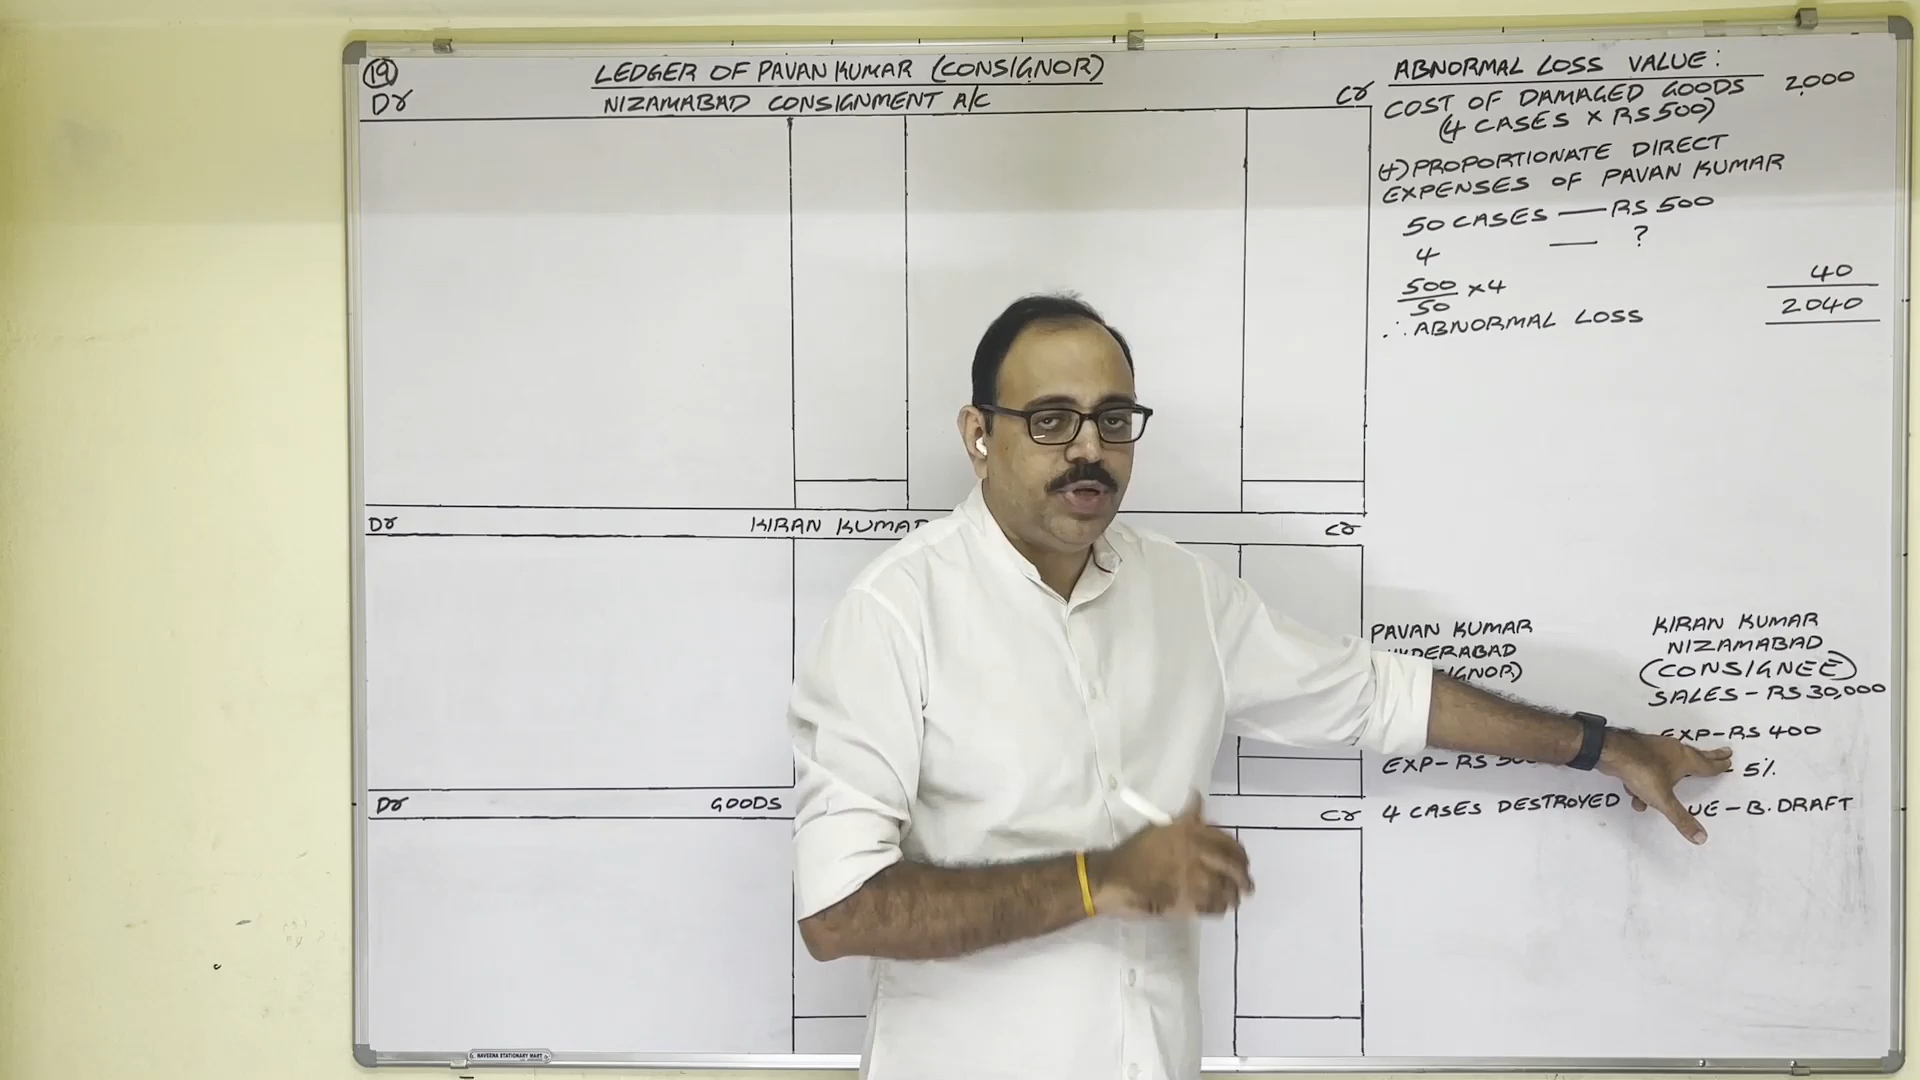 19
LEDGER OF PAVAN KUMAR (CONSIGNOR)
Dr NIZAMABAD CONSIGNMENT A/C Cr
Dr KIRAN KUMAR Cr
Dr GOODS Cr
ABNORMAL LOSS VALUE:
COST OF DAMAGED GOODS 2,000
(4 CASES X RS 500)
(+) PROPORTIONATE DIRECT
EXPENSES OF PAVAN KUMAR
50 CASES — RS 500
4 — ?
500/50 ×4 40
∴ ABNORMAL LOSS 2040
PAVAN KUMAR
HYDERABAD
EXP-RS
4 CASES DESTROYED
KIRAN KUMAR
NIZAMABAD
(CONSIGNEE)
SALES - RS 30,000
EXP-RS 400
- 5%
- B. DRAFT
NAVEENA STATIONARY MART